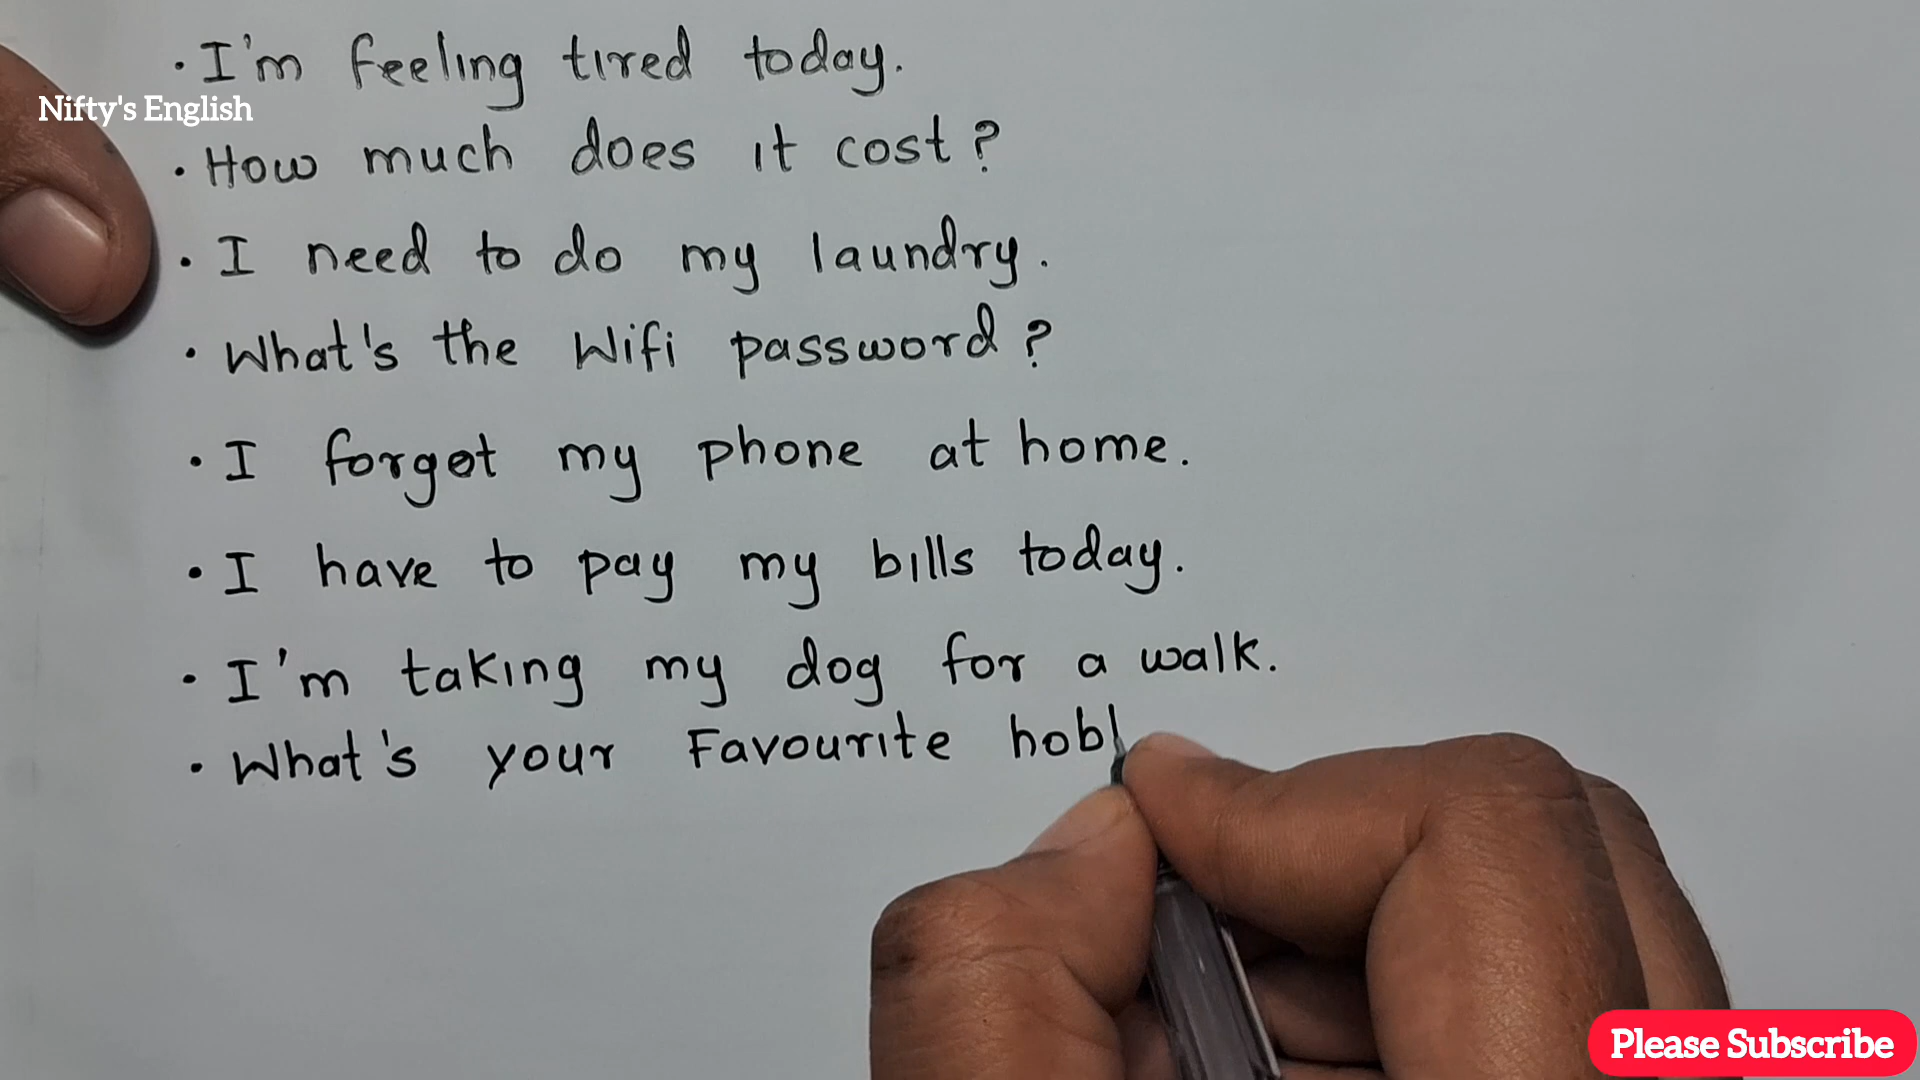 · I'm feeling tired today.
Nifty's English
· How much does it cost?
· I need to do my laundry.
· What's the Wifi password?
· I forgot my phone at home.
· I have to pay my bills today.
· I'm taking my dog for a walk.
· What's your Favourite hob
Please Subscribe